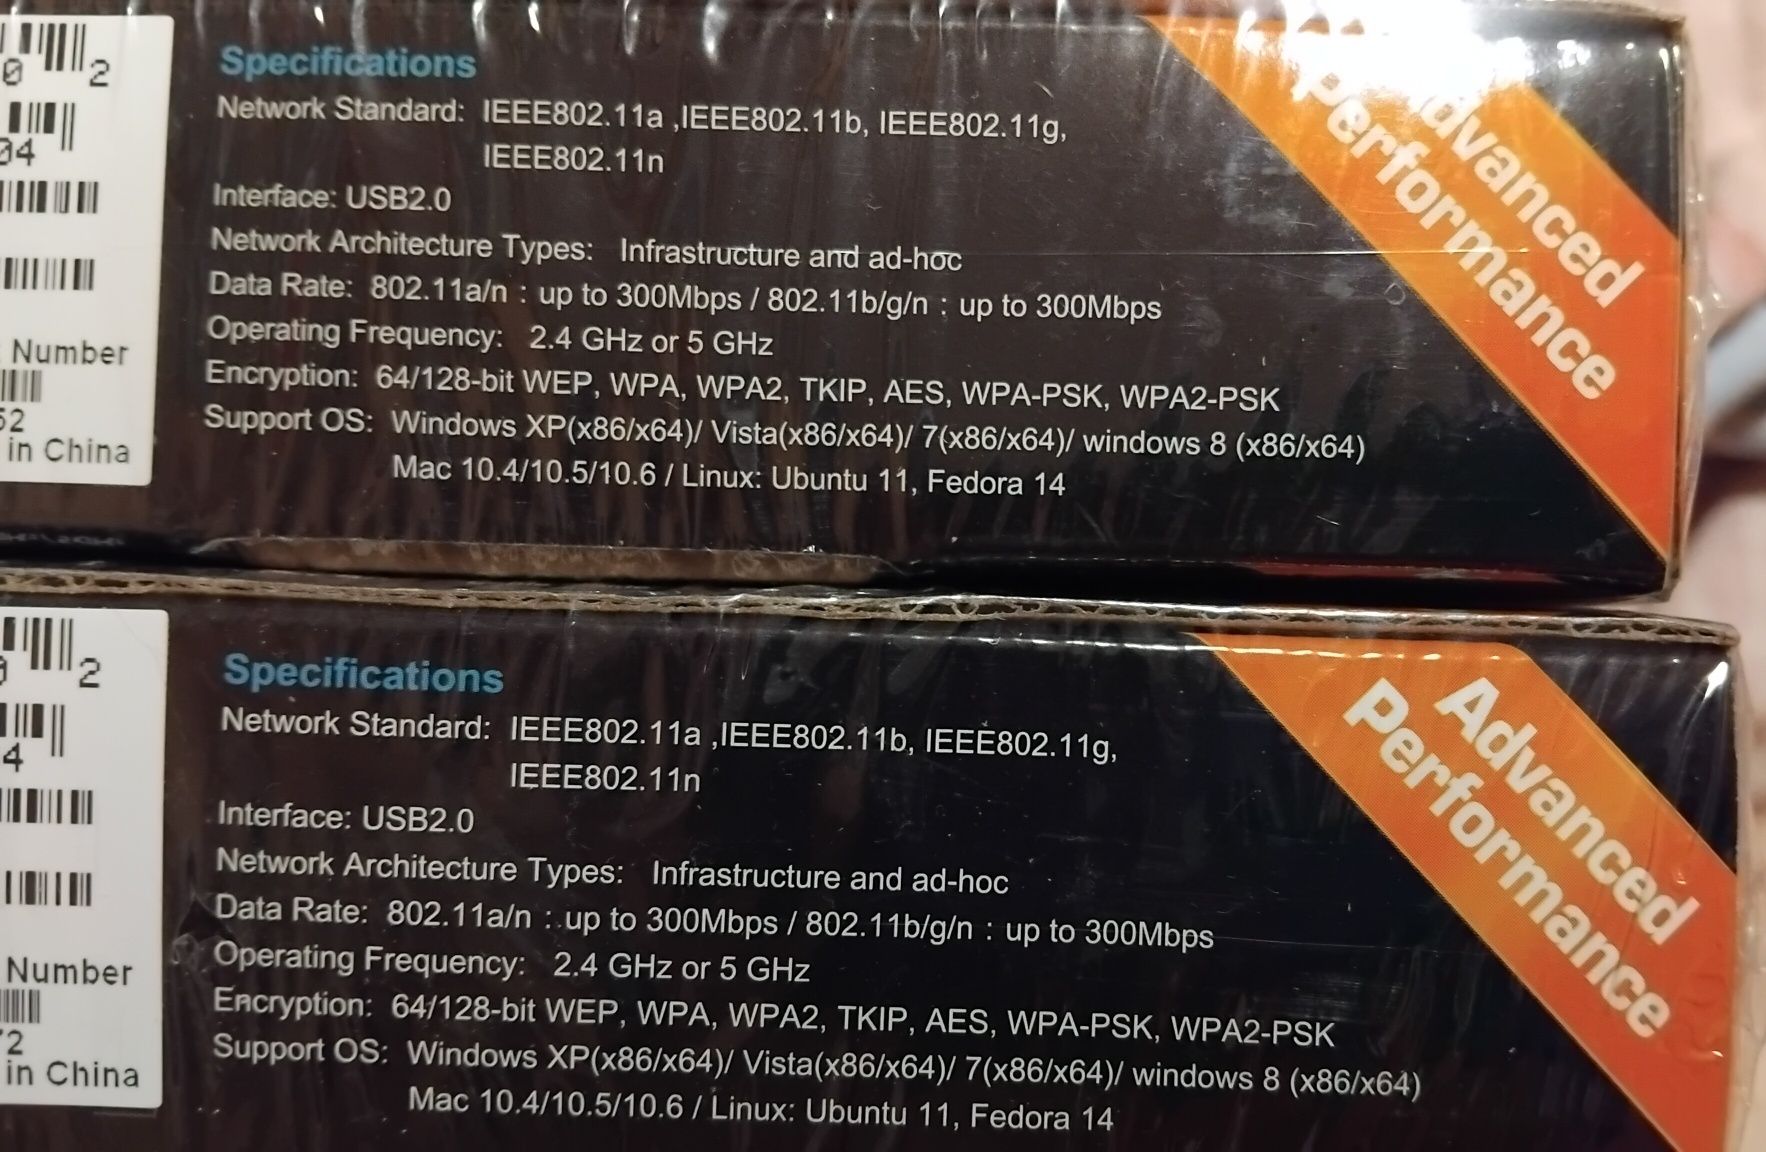 2
04
Number
52
in China
Specifications
Network Standard: IEEE802.11a ,IEEE802.11b, IEEE802.11g,
IEEE802.11n
Interface: USB2.0
Network Architecture Types: Infrastructure and ad-hoc
Data Rate: 802.11a/n : up to 300Mbps / 802.11b/g/n : up to 300Mbps
Operating Frequency: 2.4 GHz or 5 GHz
Encryption: 64/128-bit WEP, WPA, WPA2, TKIP, AES, WPA-PSK, WPA2-PSK
Support OS: Windows XP(x86/x64)/ Vista(x86/x64)/ 7(x86/x64)/ windows 8 (x86/x64)
Mac 10.4/10.5/10.6 / Linux: Ubuntu 11, Fedora 14
Advanced
Performance
2
4
Number
2
in China
Specifications
Network Standard: IEEE802.11a ,IEEE802.11b, IEEE802.11g,
IEEE802.11n
Interface: USB2.0
Network Architecture Types: Infrastructure and ad-hoc
Data Rate: 802.11a/n : up to 300Mbps / 802.11b/g/n : up to 300Mbps
Operating Frequency: 2.4 GHz or 5 GHz
Encryption: 64/128-bit WEP, WPA, WPA2, TKIP, AES, WPA-PSK, WPA2-PSK
Support OS: Windows XP(x86/x64)/ Vista(x86/x64)/ 7(x86/x64)/ windows 8 (x86/x64)
Mac 10.4/10.5/10.6 / Linux: Ubuntu 11, Fedora 14
Advanced
Performance